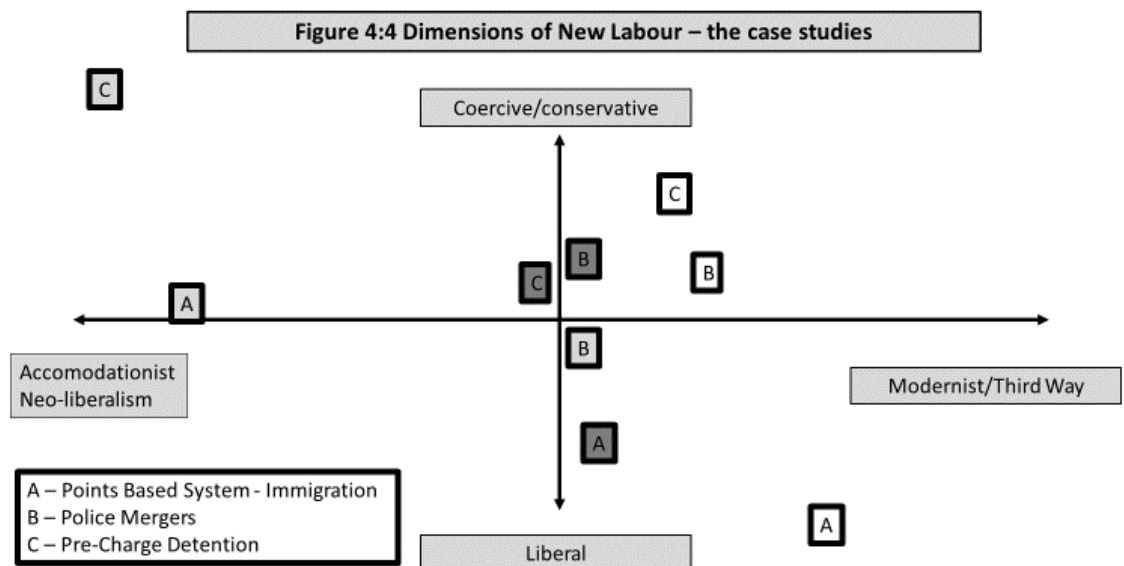 Figure 4:4 Dimensions of New Labour – the case studies
C
Coercive/conservative
C
B
B
C
A
B
Accomodationist
Neo-liberalism
Modernist/Third Way
A
A – Points Based System - Immigration
B – Police Mergers
C – Pre-Charge Detention
A
Liberal